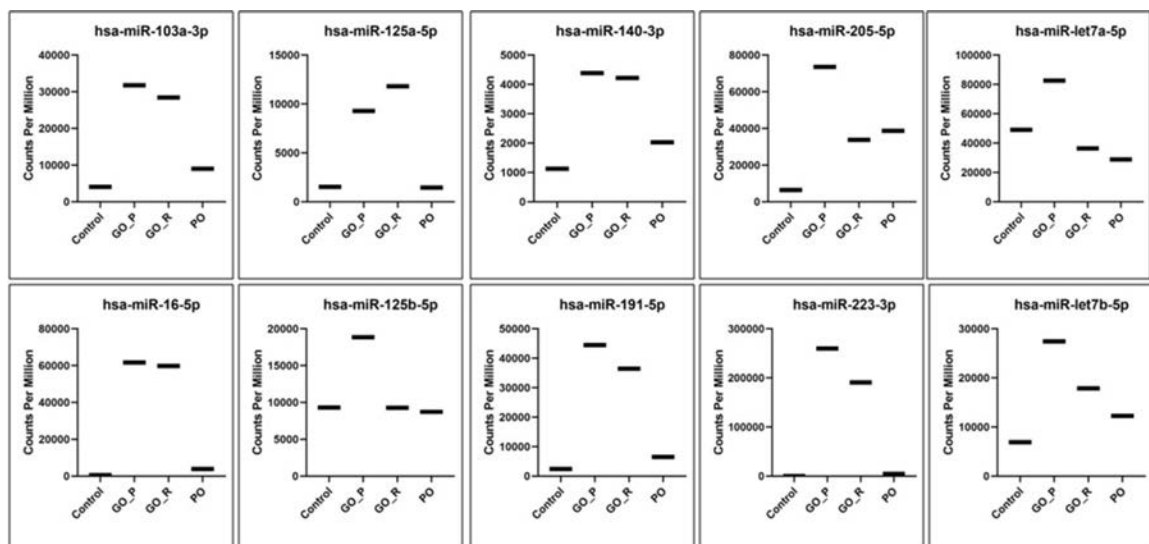 hsa-miR-103a-3p
Counts Per Million
40000
30000
20000
10000
0
Control
GO_P
GO_R
PO
hsa-miR-125a-5p
Counts Per Million
15000
10000
5000
0
Control
GO_P
GO_R
PO
hsa-miR-140-3p
Counts Per Million
5000
4000
3000
2000
1000
0
Control
GO_P
GO_R
PO
hsa-miR-205-5p
Counts Per Million
80000
60000
40000
20000
0
Control
GO_P
GO_R
PO
hsa-miR-let7a-5p
Counts Per Million
100000
80000
60000
40000
20000
0
Control
GO_P
GO_R
PO
hsa-miR-16-5p
Counts Per Million
80000
60000
40000
20000
0
Control
GO_P
GO_R
PO
hsa-miR-125b-5p
Counts Per Million
20000
15000
10000
5000
0
Control
GO_P
GO_R
PO
hsa-miR-191-5p
Counts Per Million
50000
40000
30000
20000
10000
0
Control
GO_P
GO_R
PO
hsa-miR-223-3p
Counts Per Million
300000
200000
100000
0
Control
GO_P
GO_R
PO
hsa-miR-let7b-5p
Counts Per Million
30000
20000
10000
0
Control
GO_P
GO_R
PO